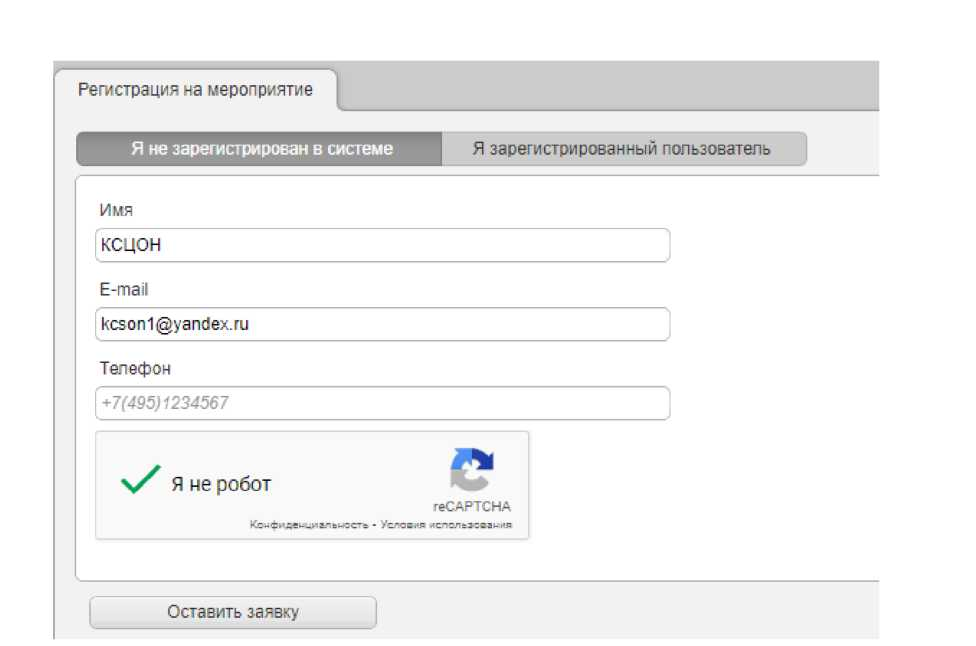 Регистрация на мероприятие
Я не зарегистрирован в системе
Я зарегистрированный пользователь
Имя
КСЦОН
E-mail
kcson1@yandex.ru
Телефон
+7(495)1234567
Я не робот
reCAPTCHA
Конфиденциальность - Условия использования
Оставить заявку